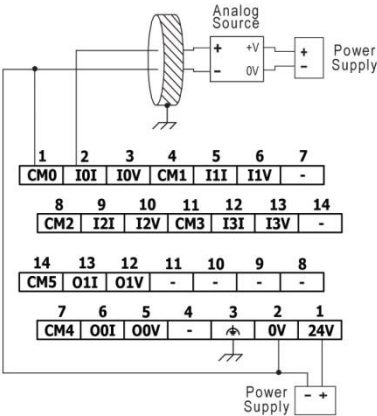 Analog
Source
+ +V + Power
- 0V - Supply
1 2 3 4 5 6 7
CM0 I0I I0V CM1 I1I I1V -
8 9 10 11 12 13 14
CM2 I2I I2V CM3 I3I I3V -
14 13 12 11 10 9 8
CM5 O1I O1V - - - -
7 6 5 4 3 2 1
CM4 O0I O0V - 0V 24V
Power
Supply - +